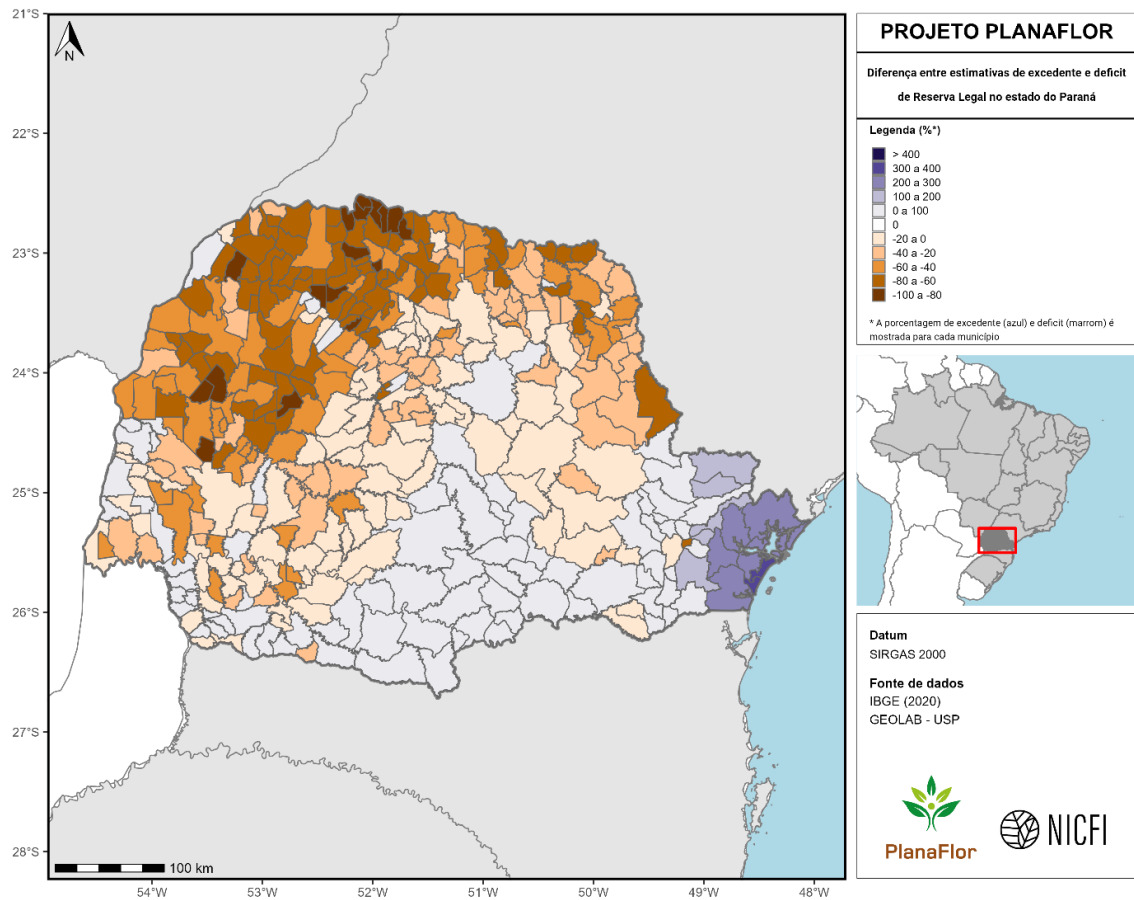 21°S
22°S
23°S
24°S
25°S
26°S
27°S
28°S
N
100 km
54°W
53°W
52°W
51°W
50°W
49°W
48°W
PROJETO PLANAFLOR
Diferença entre estimativas de excedente e deficit
de Reserva Legal no estado do Paraná
Legenda (%*)
> 400
300 a 400
200 a 300
100 a 200
0 a 100
0
-20 a 0
-40 a -20
-60 a -40
-80 a -60
-100 a -80
* A porcentagem de excedente (azul) e deficit (marrom) é
mostrada para cada município
Datum
SIRGAS 2000
Fonte de dados
IBGE (2020)
GEOLAB - USP
PlanaFlor
NICFI